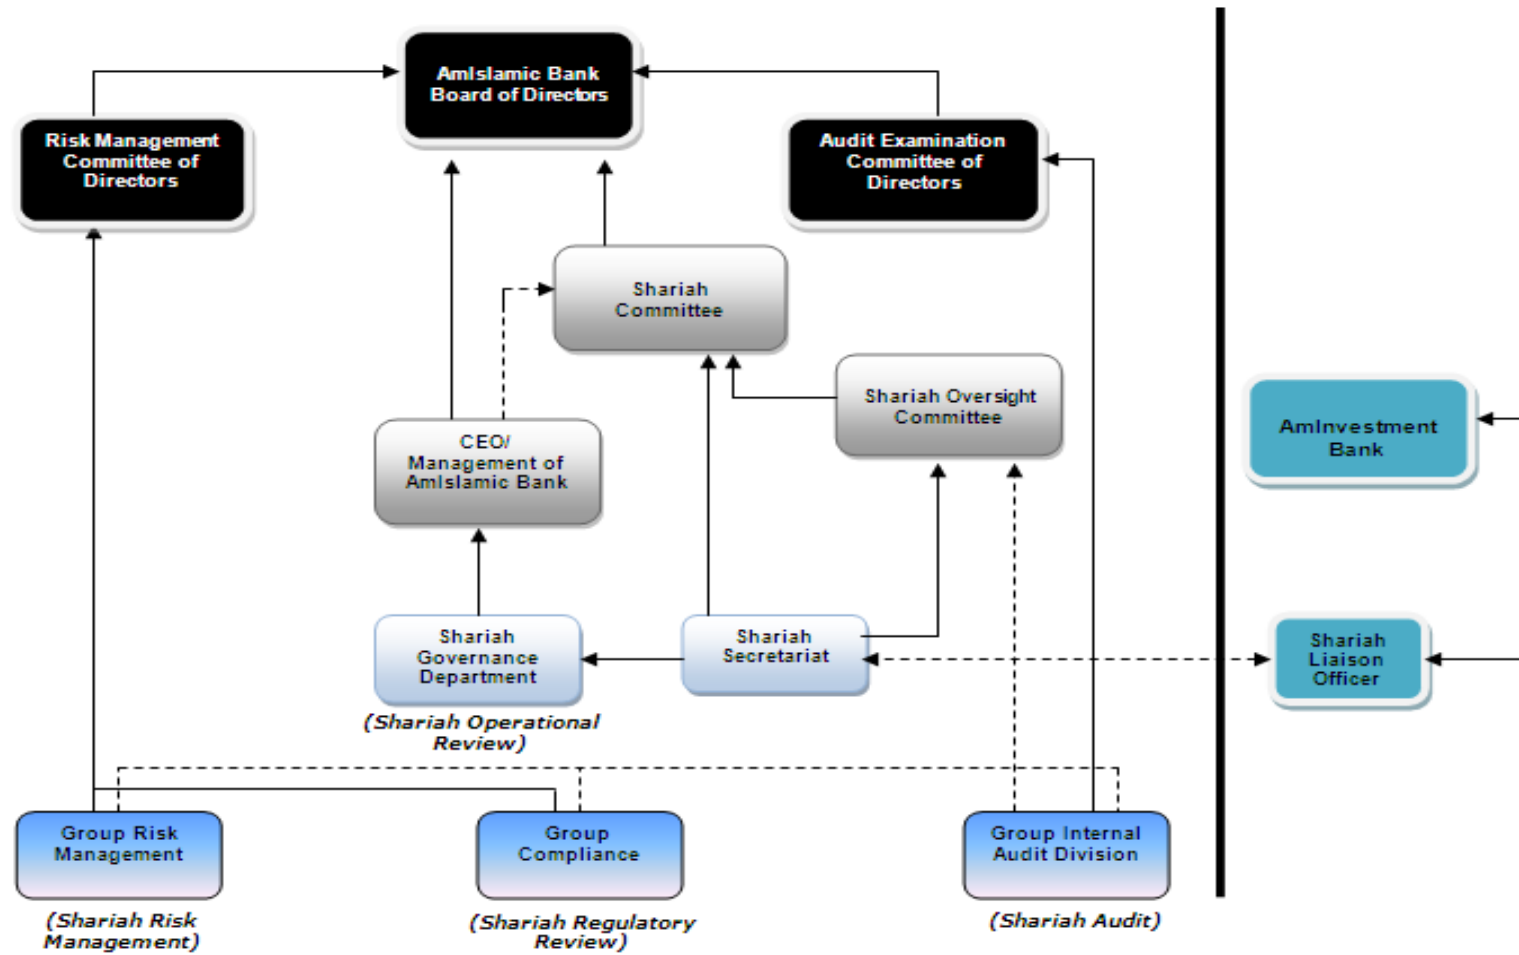 AmIslamic Bank
Board of Directors
Risk Management
Committee of
Directors
Audit Examination
Committee of
Directors
Shariah
Committee
Shariah Oversight
Committee
CEO/
Management of
AmIslamic Bank
AmInvestment
Bank
Shariah
Governance
Department
(Shariah Operational
Review)
Shariah
Secretariat
Shariah
Liaison
Officer
Group Risk
Management
(Shariah Risk
Management)
Group
Compliance
(Shariah Regulatory
Review)
Group Internal
Audit Division
(Shariah Audit)